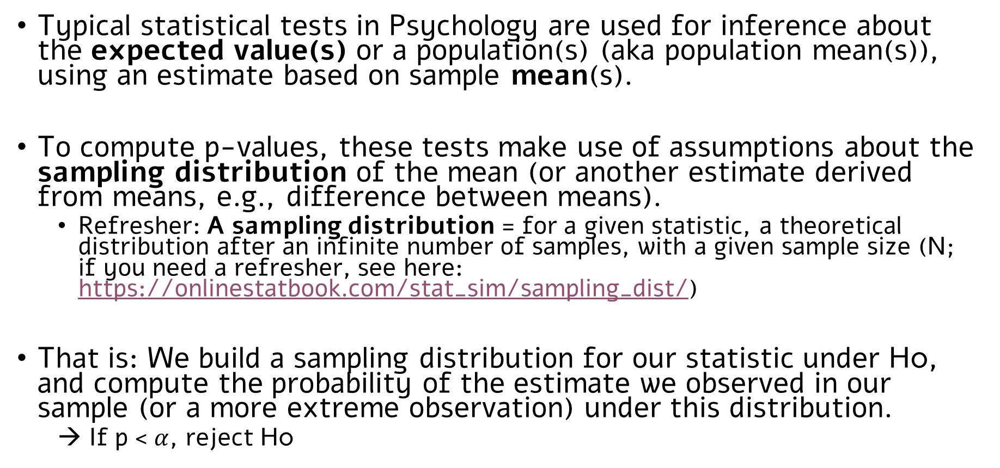 • Typical statistical tests in Psychology are used for inference about
the expected value(s) or a population(s) (aka population mean(s)),
using an estimate based on sample mean(s).
• To compute p-values, these tests make use of assumptions about the
sampling distribution of the mean (or another estimate derived
from means, e.g., difference between means).
• Refresher: A sampling distribution = for a given statistic, a theoretical
distribution after an infinite number of samples, with a given sample size (N;
if you need a refresher, see here:
https://onlinestatbook.com/stat_sim/sampling_dist/)
• That is: We build a sampling distribution for our statistic under H0,
and compute the probability of the estimate we observed in our
sample (or a more extreme observation) under this distribution.
→ If p < α, reject H0